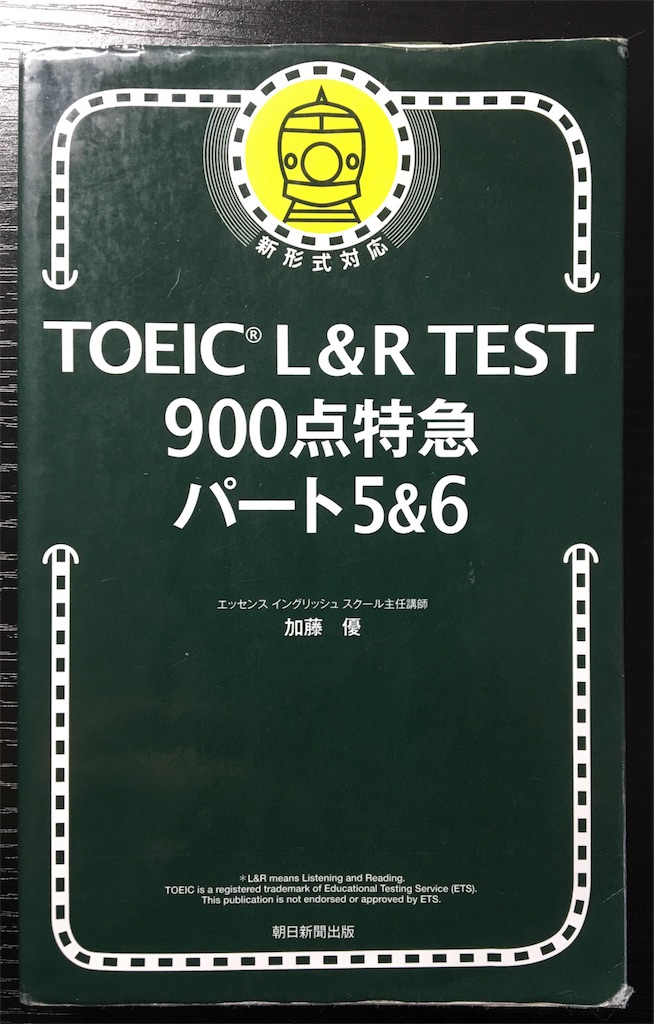 新形式対応
TOEIC® L&R TEST
900点特急
パート5&6
エッセンス イングリッシュ スクール主任講師
加藤 優
＊L&R means Listening and Reading.
TOEIC is a registered trademark of Educational Testing Service (ETS).
This publication is not endorsed or approved by ETS.
朝日新聞出版